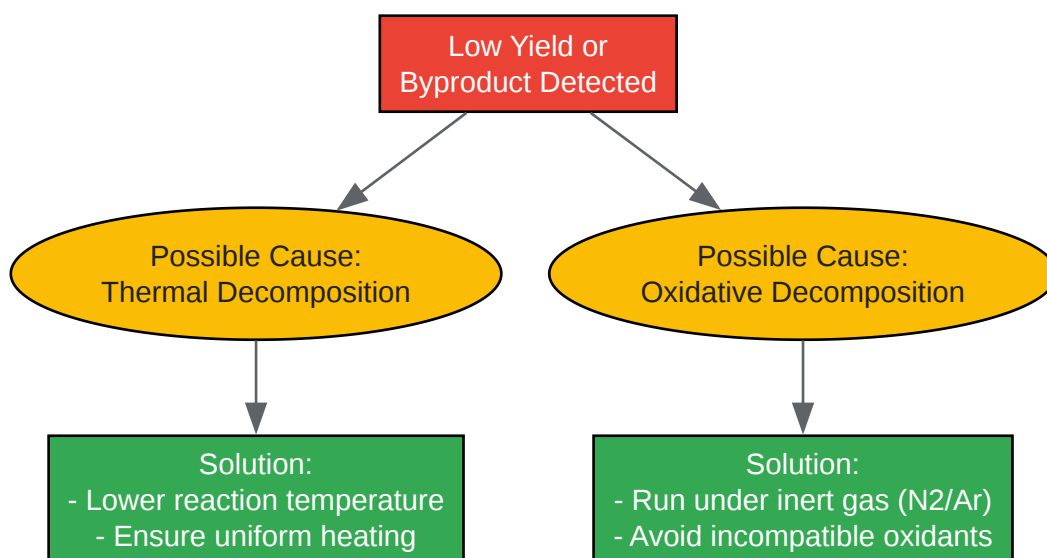 Low Yield or
Byproduct Detected
Possible Cause:
Thermal Decomposition
Possible Cause:
Oxidative Decomposition
Solution:
- Lower reaction temperature
- Ensure uniform heating
Solution:
- Run under inert gas (N2/Ar)
- Avoid incompatible oxidants